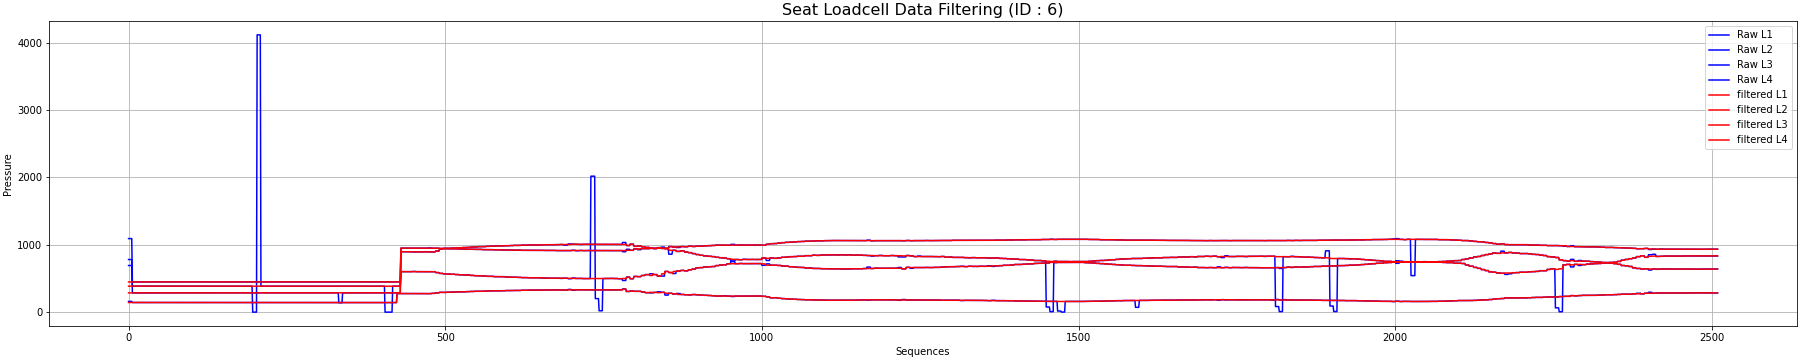 Seat Loadcell Data Filtering (ID : 6)
4000
3000
2000
1000
0
Pressure
Raw L1
Raw L2
Raw L3
Raw L4
filtered L1
filtered L2
filtered L3
filtered L4
0
500
1000
1500
2000
2500
Sequences